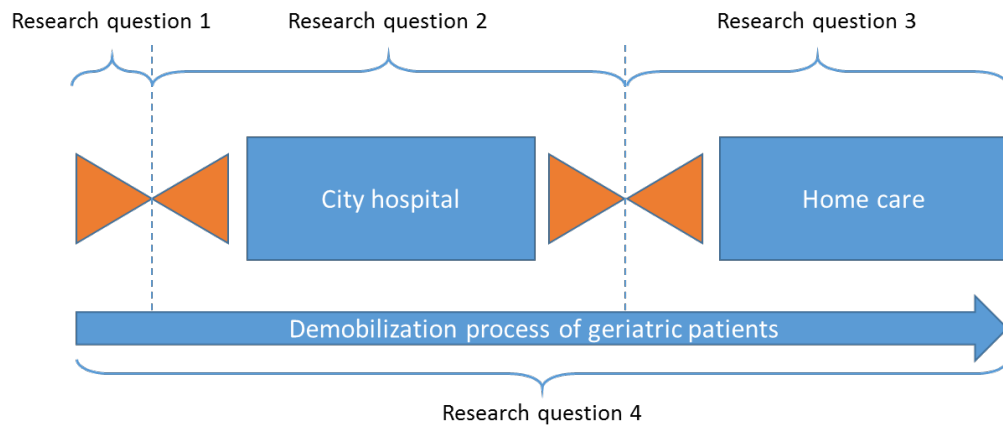 Research question 1
Research question 2
Research question 3
City hospital
Home care
Demobilization process of geriatric patients
Research question 4